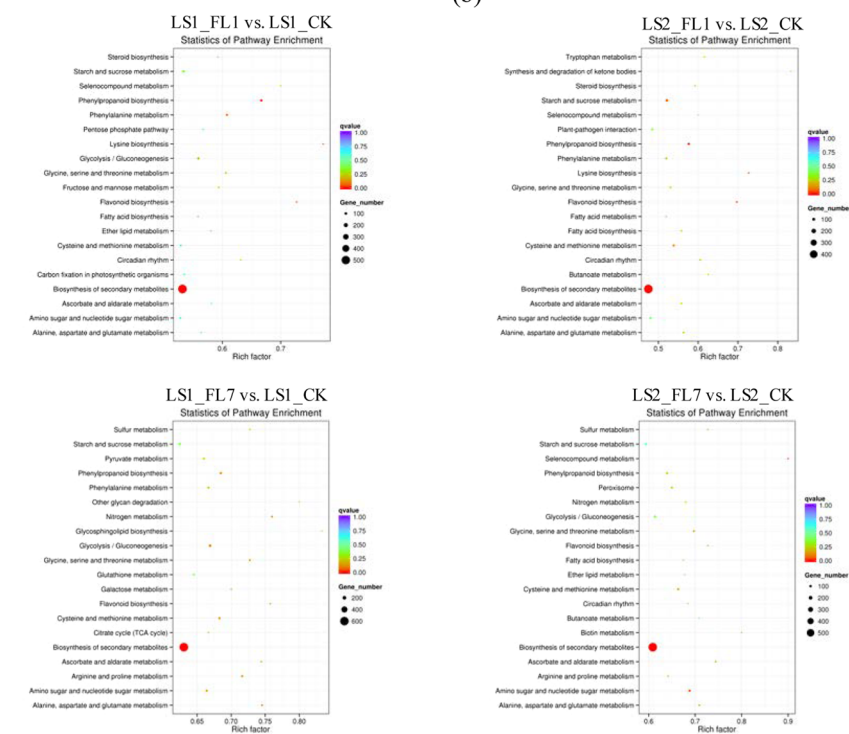 (b)
LS1_FL1 vs. LS1_CK
Statistics of Pathway Enrichment
Steroid biosynthesis
Starch and sucrose metabolism
Selenocompound metabolism
Phenylpropanoid biosynthesis
Phenylalanine metabolism
Pentose phosphate pathway
Lysine biosynthesis
Glycolysis / Gluconeogenesis
Glycine, serine and threonine metabolism
Fructose and mannose metabolism
Flavonoid biosynthesis
Fatty acid biosynthesis
Ether lipid metabolism
Cysteine and methionine metabolism
Circadian rhythm
Carbon fixation in photosynthetic organisms
Biosynthesis of secondary metabolites
Ascorbate and aldarate metabolism
Amino sugar and nucleotide sugar metabolism
Alanine, aspartate and glutamate metabolism
0.6 0.7
Rich factor
qvalue
1.00
0.75
0.50
0.25
0.00
Gene_number
100
200
300
400
500
LS2_FL1 vs. LS2_CK
Statistics of Pathway Enrichment
Tryptophan metabolism
Synthesis and degradation of ketone bodies
Steroid biosynthesis
Starch and sucrose metabolism
Selenocompound metabolism
Plant-pathogen interaction
Phenylpropanoid biosynthesis
Phenylalanine metabolism
Lysine biosynthesis
Glycine, serine and threonine metabolism
Flavonoid biosynthesis
Fatty acid metabolism
Fatty acid biosynthesis
Cysteine and methionine metabolism
Circadian rhythm
Butanoate metabolism
Biosynthesis of secondary metabolites
Ascorbate and aldarate metabolism
Amino sugar and nucleotide sugar metabolism
Alanine, aspartate and glutamate metabolism
0.5 0.6 0.7 0.8
Rich factor
qvalue
1.00
0.75
0.50
0.25
0.00
Gene_number
100
200
300
400
LS1_FL7 vs. LS1_CK
Statistics of Pathway Enrichment
Sulfur metabolism
Starch and sucrose metabolism
Pyruvate metabolism
Phenylpropanoid biosynthesis
Phenylalanine metabolism
Other glycan degradation
Nitrogen metabolism
Glycosphingolipid biosynthesis
Glycolysis / Gluconeogenesis
Glycine, serine and threonine metabolism
Glutathione metabolism
Galactose metabolism
Flavonoid biosynthesis
Cysteine and methionine metabolism
Citrate cycle (TCA cycle)
Biosynthesis of secondary metabolites
Ascorbate and aldarate metabolism
Arginine and proline metabolism
Amino sugar and nucleotide sugar metabolism
Alanine, aspartate and glutamate metabolism
0.65 0.70 0.75 0.80
Rich factor
qvalue
1.00
0.75
0.50
0.25
0.00
Gene_number
200
400
600
LS2_FL7 vs. LS2_CK
Statistics of Pathway Enrichment
Sulfur metabolism
Starch and sucrose metabolism
Selenocompound metabolism
Phenylpropanoid biosynthesis
Peroxisome
Nitrogen metabolism
Glycolysis / Gluconeogenesis
Glycine, serine and threonine metabolism
Flavonoid biosynthesis
Fatty acid biosynthesis
Ether lipid metabolism
Cysteine and methionine metabolism
Circadian rhythm
Butanoate metabolism
Biotin metabolism
Biosynthesis of secondary metabolites
Ascorbate and aldarate metabolism
Arginine and proline metabolism
Amino sugar and nucleotide sugar metabolism
Alanine, aspartate and glutamate metabolism
0.6 0.7 0.8 0.9
Rich factor
qvalue
1.00
0.75
0.50
0.25
0.00
Gene_number
100
200
300
400
500